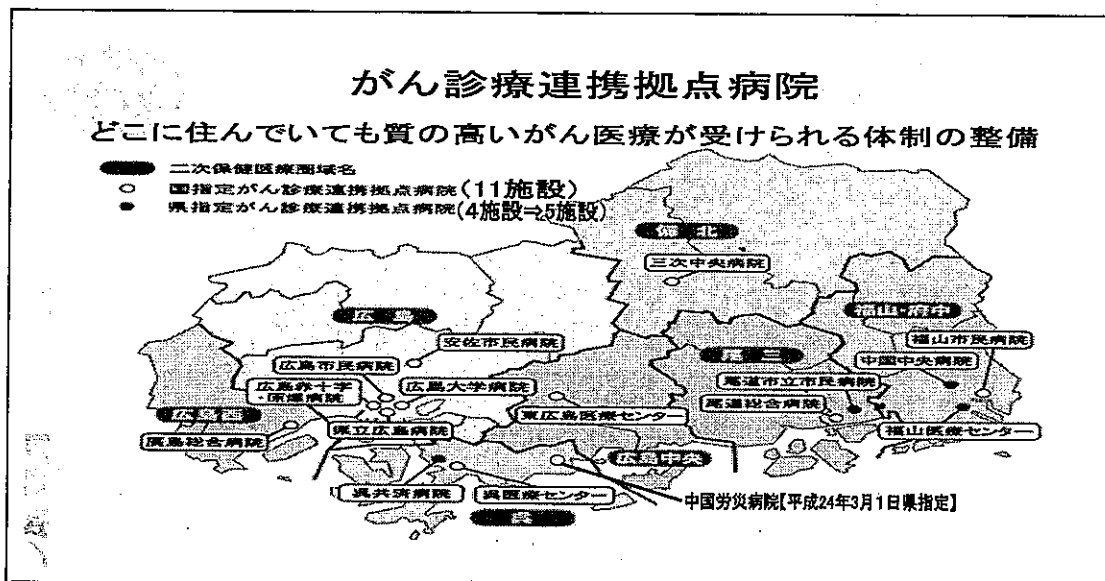 がん診療連携拠点病院
どこに住んでいても質の高いがん医療が受けられる体制の整備
二次保健医療圏域名
国指定がん診療連携拠点病院(11施設)
県指定がん診療連携拠点病院(4施設⇒5施設)
備北
三次中央病院
広島
福山・府中
安佐市民病院
尾三
福山市民病院
広島市民病院
中国中央病院
広島赤十字
・原爆病院
広島大学病院
尾道市立市民病院
広島西
東広島医療センター
尾道総合病院
廣島総合病院
県立広島病院
福山医療センター
広島中央
呉共済病院
呉医療センター
中国労災病院【平成24年3月1日県指定】
呉